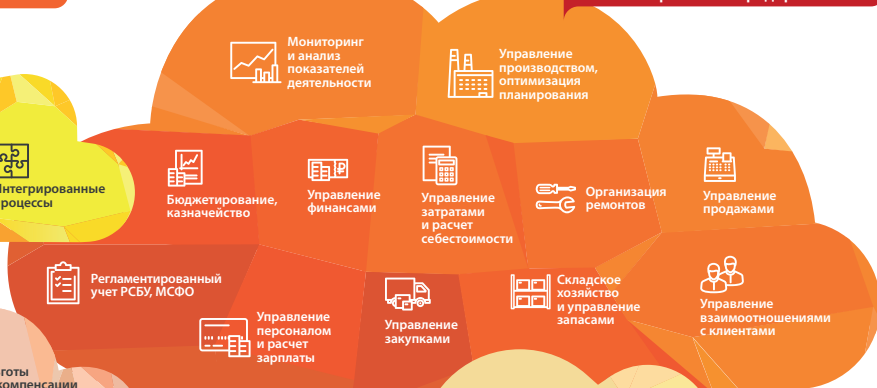 Мониторинг
и анализ
показателей
деятельности
Управление
производством,
оптимизация
планирования
Интегрированные
процессы
Бюджетирование,
казначейство
Управление
финансами
Управление
затратами
и расчет
себестоимости
Организация
ремонтов
Управление
продажами
Регламентированный
учет РСБУ, МСФО
Управление
персоналом
и расчет
зарплаты
Управление
закупками
Складское
хозяйство
и управление
запасами
Управление
взаимоотношениями
с клиентами
компенсации